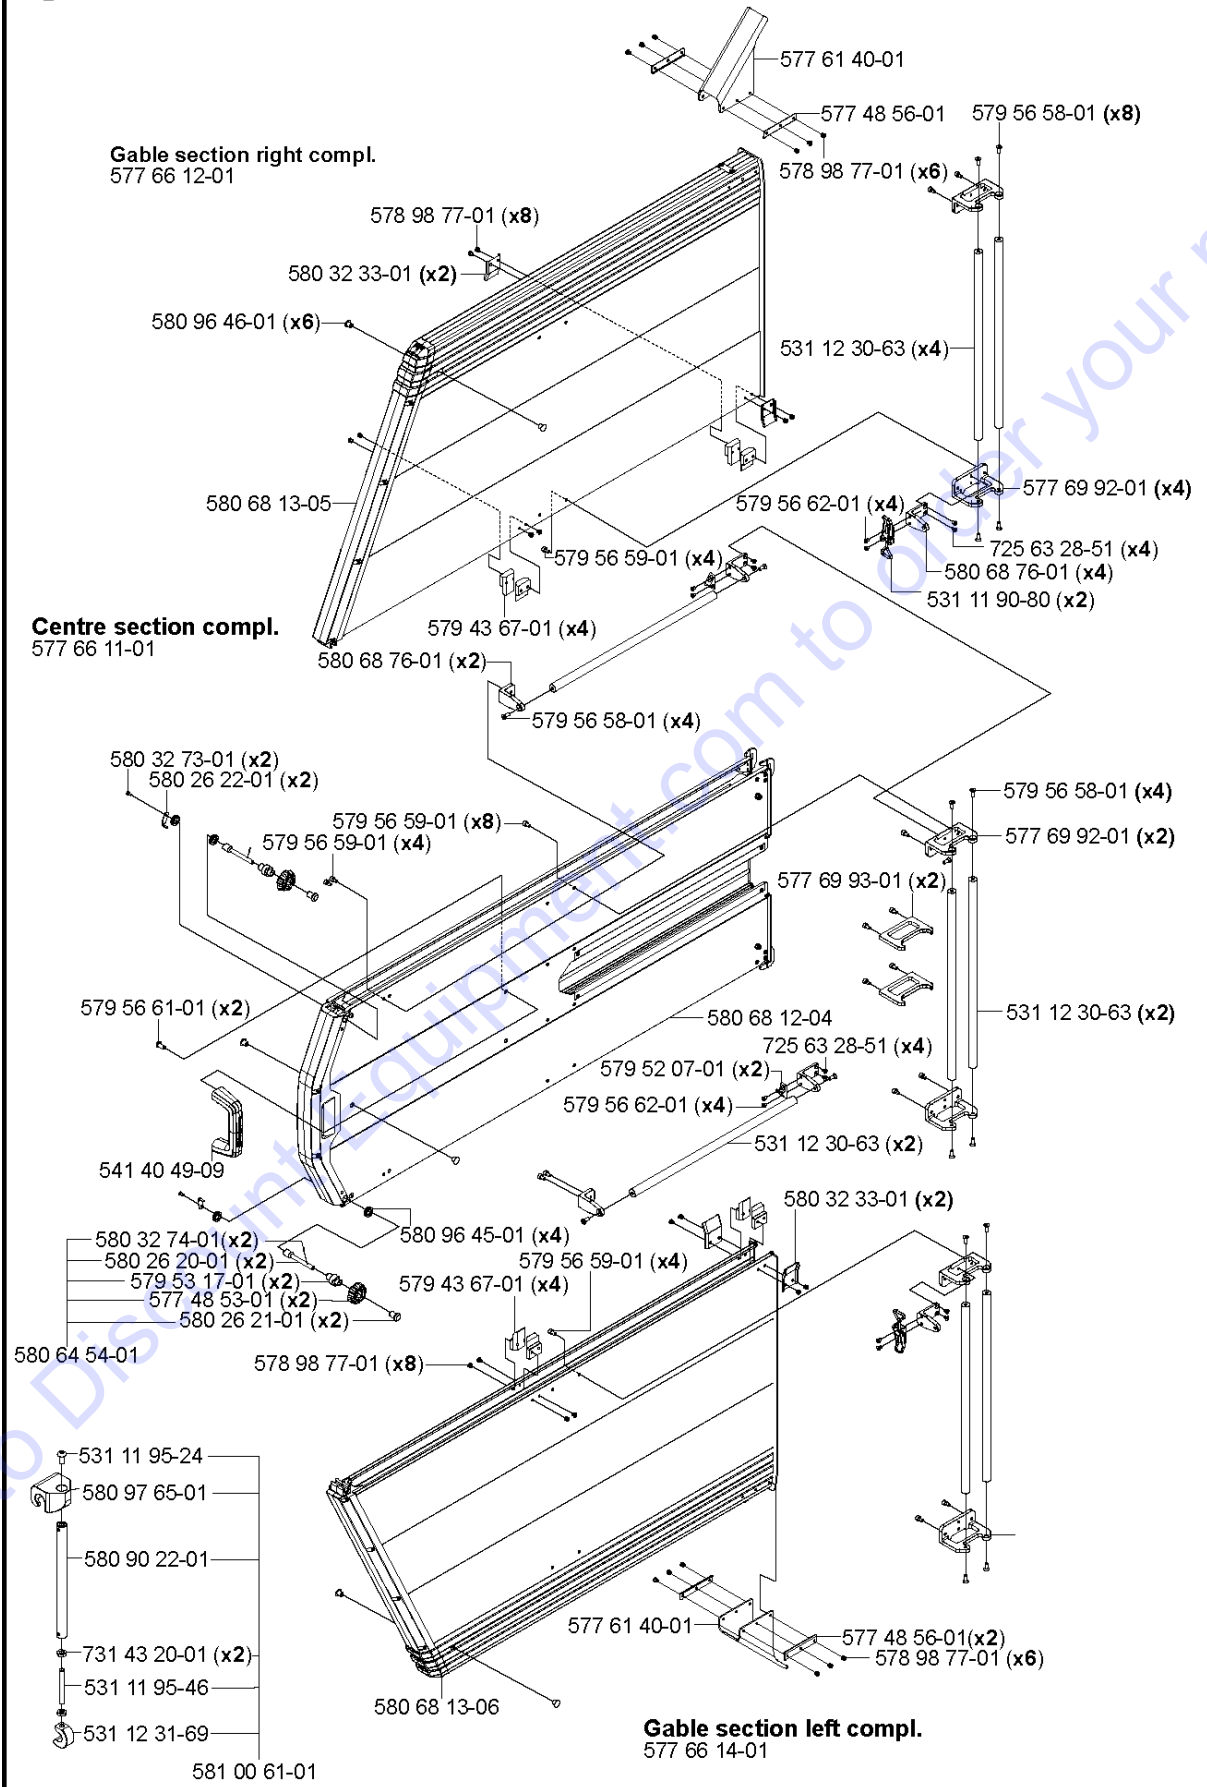 577 61 40-01
577 48 56-01
579 56 58-01 (x8)
Gable section right compl.
577 66 12-01
578 98 77-01 (x6)
578 98 77-01 (x8)
580 32 33-01 (x2)
580 96 46-01 (x6)
531 12 30-63 (x4)
580 68 13-05
579 56 62-01 (x4)
577 69 92-01 (x4)
579 56 59-01 (x4)
725 63 28-51 (x4)
580 68 76-01 (x4)
531 11 90-80 (x2)
Centre section compl.
577 66 11-01
579 43 67-01 (x4)
580 68 76-01 (x2)
579 56 58-01 (x4)
580 32 73-01 (x2)
580 26 22-01 (x2)
579 56 59-01 (x8)
579 56 59-01 (x4)
579 56 58-01 (x4)
577 69 92-01 (x2)
577 69 93-01 (x2)
579 56 61-01 (x2)
580 68 12-04
531 12 30-63 (x2)
725 63 28-51 (x4)
579 52 07-01 (x2)
579 56 62-01 (x4)
531 12 30-63 (x2)
541 40 49-09
580 32 33-01 (x2)
580 96 45-01 (x4)
580 32 74-01 (x2)
580 26 20-01 (x2)
579 53 17-01 (x2)
577 48 53-01 (x2)
580 26 21-01 (x2)
580 64 54-01
579 56 59-01 (x4)
579 43 67-01 (x4)
578 98 77-01 (x8)
531 11 95-24
580 97 65-01
580 90 22-01
731 43 20-01 (x2)
531 11 95-46
531 12 31-69
581 00 61-01
577 61 40-01
577 48 56-01 (x2)
578 98 77-01 (x6)
580 68 13-06
Gable section left compl.
577 66 14-01
to Discount-Equipment.com to order your